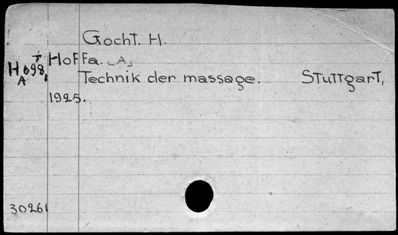 Gocht. H.
Hoffa. [A]
H698,
A
Technik der massage. Stuttgart,
1925.
30261